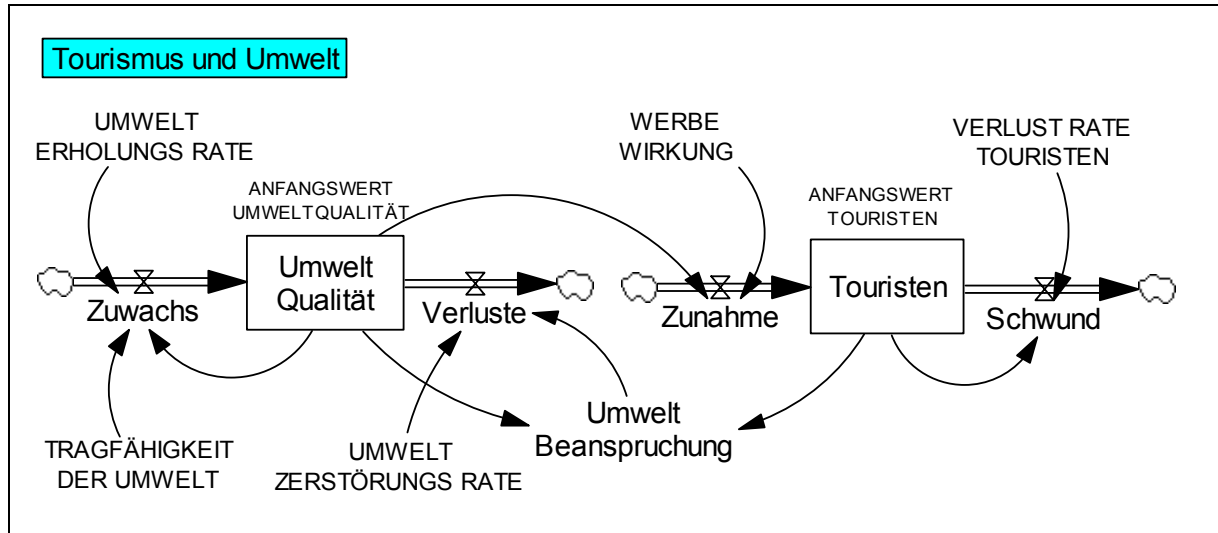 Tourismus und Umwelt
UMWELT
ERHOLUNGS RATE
WERBE
WIRKUNG
VERLUST RATE
TOURISTEN
ANFANGSWERT
UMWELTQUALITÄT
ANFANGSWERT
TOURISTEN
Umwelt
Qualität
Touristen
Zuwachs
Verluste
Zunahme
Schwund
Umwelt
Beanspruchung
TRAGFÄHIGKEIT
DER UMWELT
UMWELT
ZERSTÖRUNGS RATE